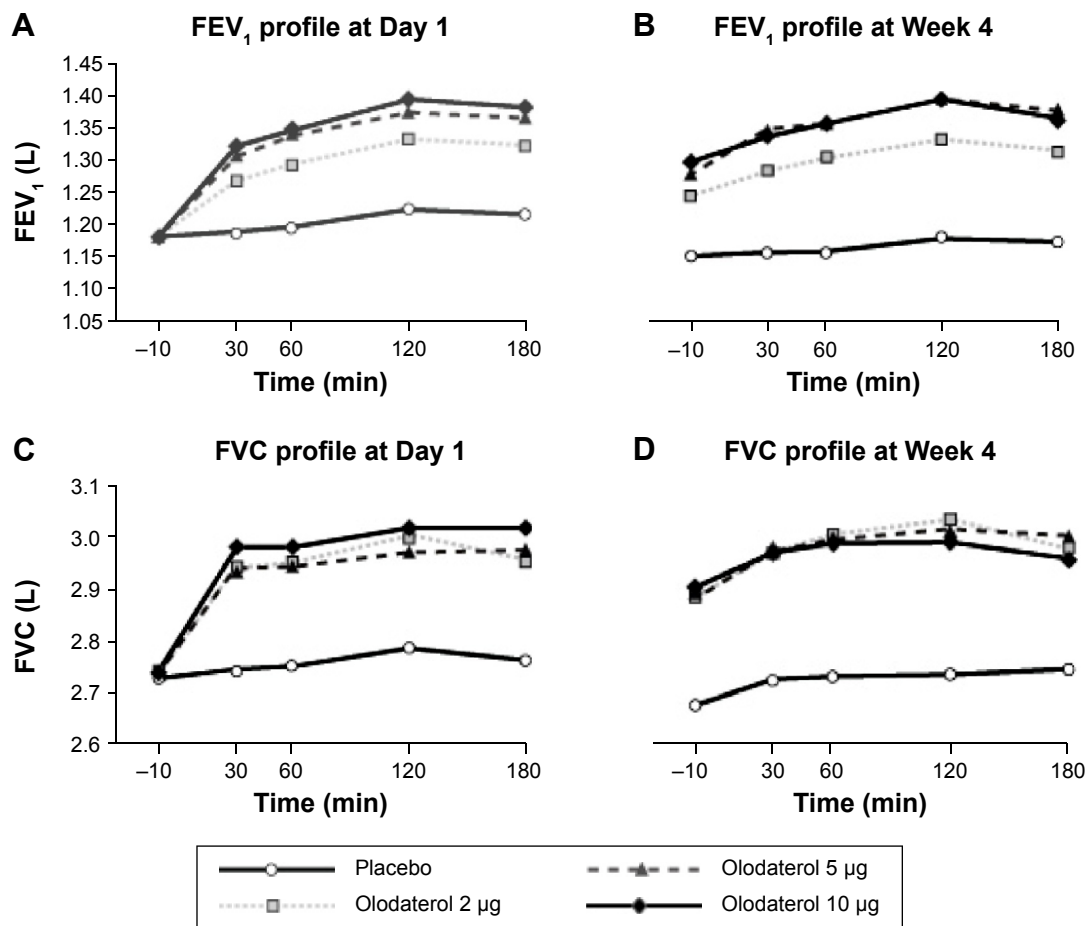 A FEV1 profile at Day 1
FEV1 (L)
1.45
1.40
1.35
1.30
1.25
1.20
1.15
1.10
1.05
–10 30 60 120 180
Time (min)
B FEV1 profile at Week 4
–10 30 60 120 180
Time (min)
C FVC profile at Day 1
FVC (L)
3.1
3.0
2.9
2.8
2.7
2.6
–10 30 60 120 180
Time (min)
D FVC profile at Week 4
–10 30 60 120 180
Time (min)
Placebo
Olodaterol 2 µg
Olodaterol 5 µg
Olodaterol 10 µg